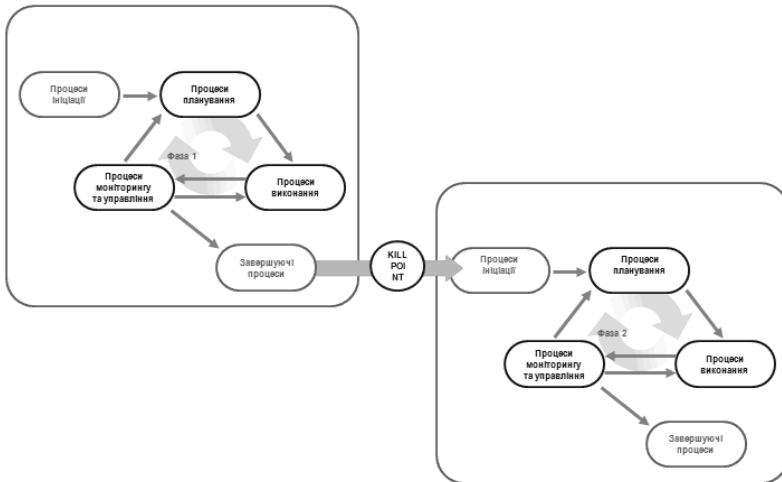 Процеси
ініціації
Процеси
планування
Фаза 1
Процеси
моніторингу
та управління
Процеси
виконання
Завершуючі
процеси
KILL
POI
NT
Процеси
ініціації
Процеси
планування
Фаза 2
Процеси
моніторингу
та управління
Процеси
виконання
Завершуючі
процеси